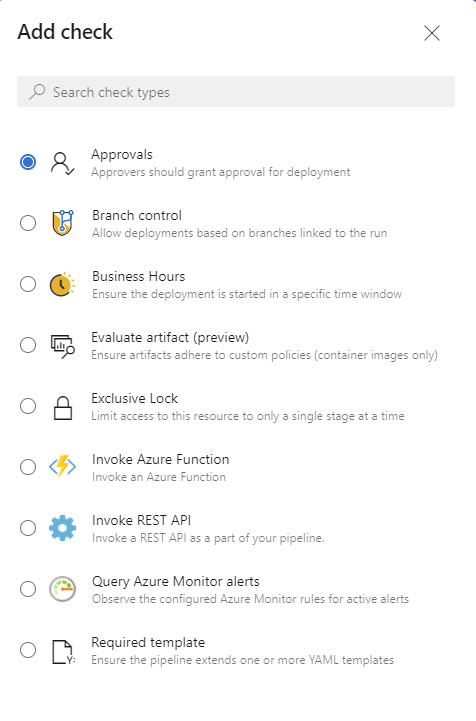 Add check
Search check types
Approvals
Approvers should grant approval for deployment
Branch control
Allow deployments based on branches linked to the run
Business Hours
Ensure the deployment is started in a specific time window
Evaluate artifact (preview)
Ensure artifacts adhere to custom policies (container images only)
Exclusive Lock
Limit access to this resource to only a single stage at a time
Invoke Azure Function
Invoke an Azure Function
Invoke REST API
Invoke a REST API as a part of your pipeline.
Query Azure Monitor alerts
Observe the configured Azure Monitor rules for active alerts
Required template
Y:
Ensure the pipeline extends one or more YAML templates